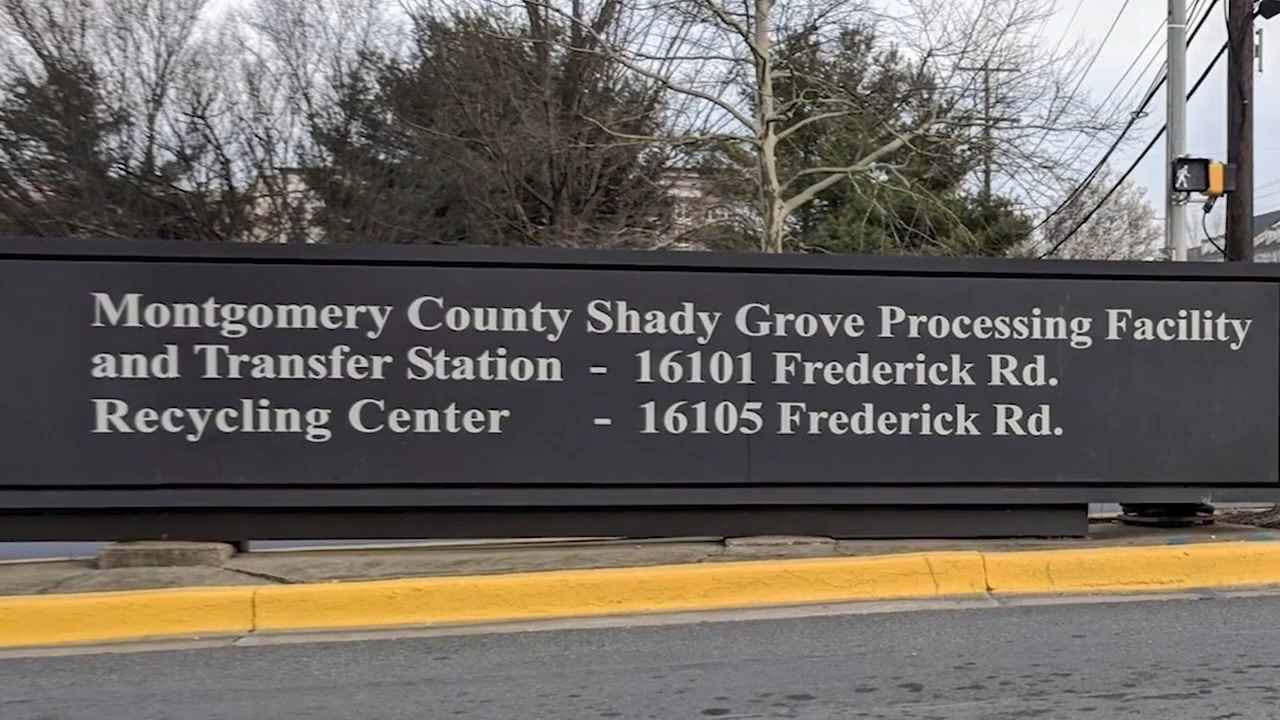 Montgomery County Shady Grove Processing Facility
and Transfer Station - 16101 Frederick Rd.
Recycling Center - 16105 Frederick Rd.